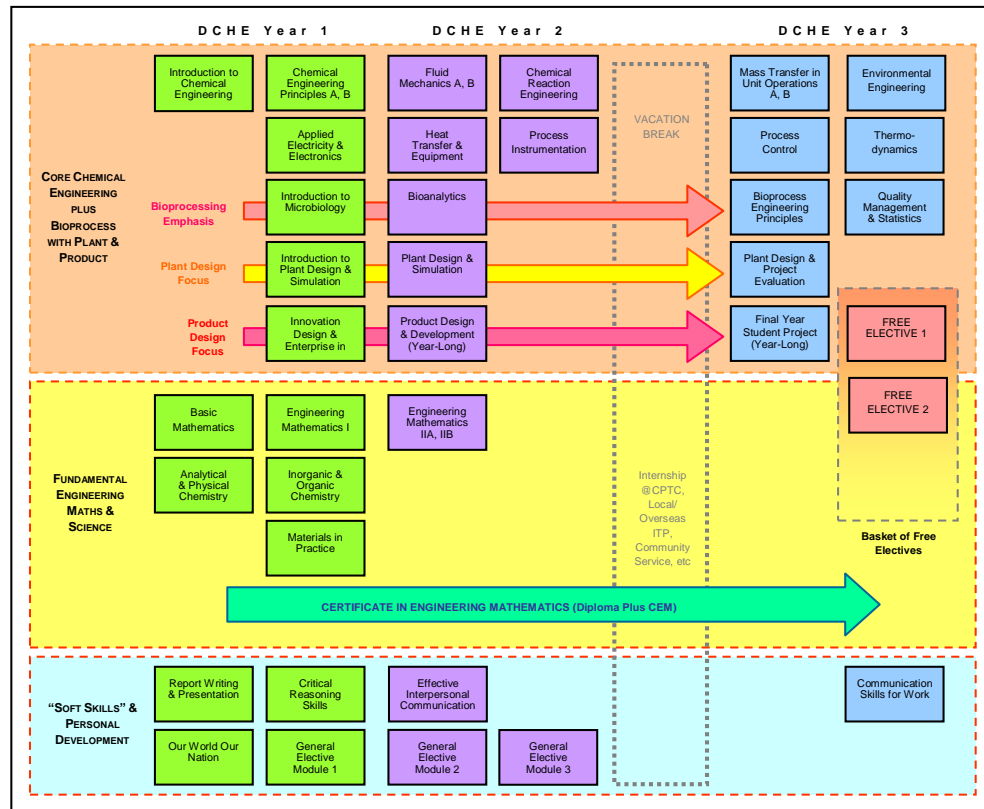 DCHE Year 1
DCHE Year 2
DCHE Year 3
CORE CHEMICAL
ENGINEERING
PLUS
BIOPROCESS
WITH PLANT &
PRODUCT
Introduction to
Chemical
Engineering
Chemical
Engineering
Principles A, B
Fluid
Mechanics A, B
Chemical
Reaction
Engineering
VACATION
BREAK
Mass Transfer in
Unit Operations
A, B
Environmental
Engineering
Applied
Electricity &
Electronics
Heat
Transfer &
Equipment
Process
Instrumentation
Process
Control
Thermo-
dynamics
Bioprocessing
Emphasis
Introduction to
Microbiology
Bioanalytics
Bioprocess
Engineering
Principles
Quality
Management
& Statistics
Plant Design
Focus
Introduction to
Plant Design &
Simulation
Plant Design &
Simulation
Plant Design &
Project
Evaluation
Product
Design
Focus
Innovation
Design &
Enterprise in
Product Design
& Development
(Year-Long)
Final Year
Student Project
(Year-Long)
FREE
ELECTIVE 1
FREE
ELECTIVE 2
Basket of Free
Electives
FUNDAMENTAL
ENGINEERING
MATHS &
SCIENCE
Basic
Mathematics
Engineering
Mathematics I
Engineering
Mathematics
IIA, IIB
Analytical
& Physical
Chemistry
Inorganic &
Organic
Chemistry
Internship
@CPTC,
Local/
Overseas
ITP,
Community
Service, etc
Materials in
Practice
CERTIFICATE IN ENGINEERING MATHEMATICS (Diploma Plus CEM)
"SOFT SKILLS" &
PERSONAL
DEVELOPMENT
Report Writing
& Presentation
Critical
Reasoning
Skills
Effective
Interpersonal
Communication
Communication
Skills for Work
Our World Our
Nation
General
Elective
Module 1
General
Elective
Module 2
General
Elective
Module 3